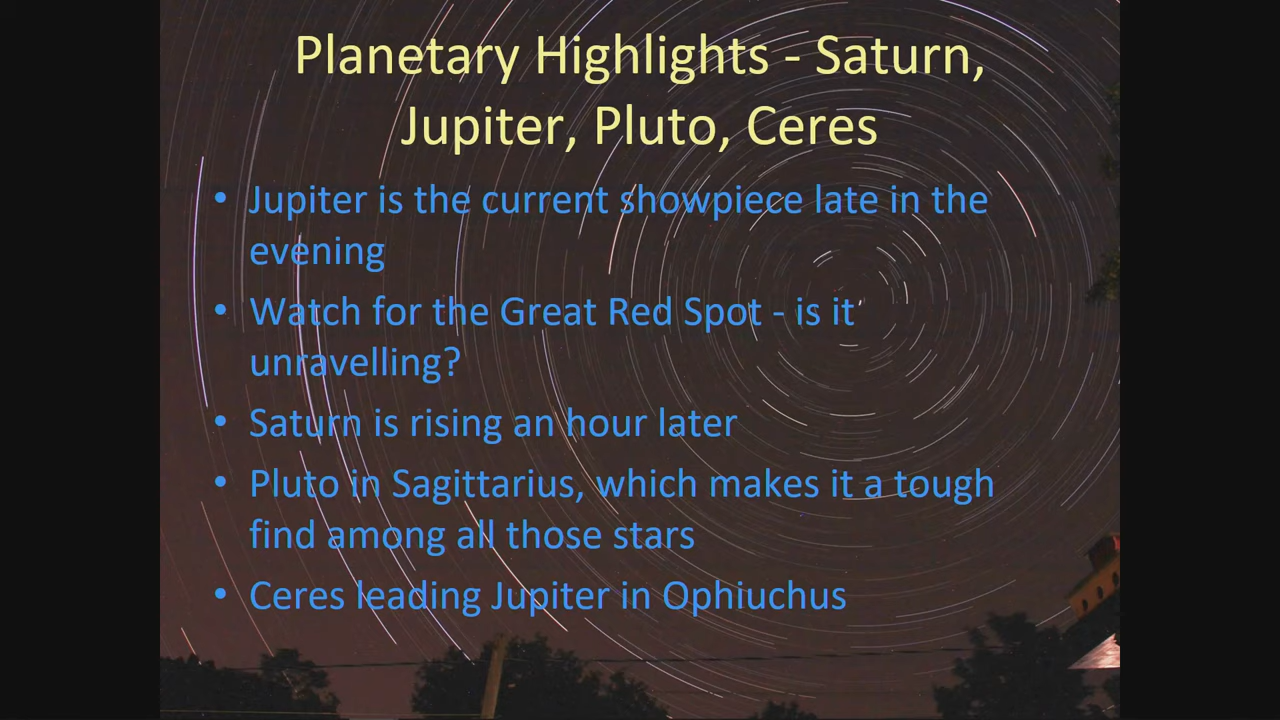 Planetary Highlights - Saturn,
Jupiter, Pluto, Ceres
• Jupiter is the current showpiece late in the
evening
• Watch for the Great Red Spot - is it
unravelling?
• Saturn is rising an hour later
• Pluto in Sagittarius, which makes it a tough
find among all those stars
• Ceres leading Jupiter in Ophiuchus